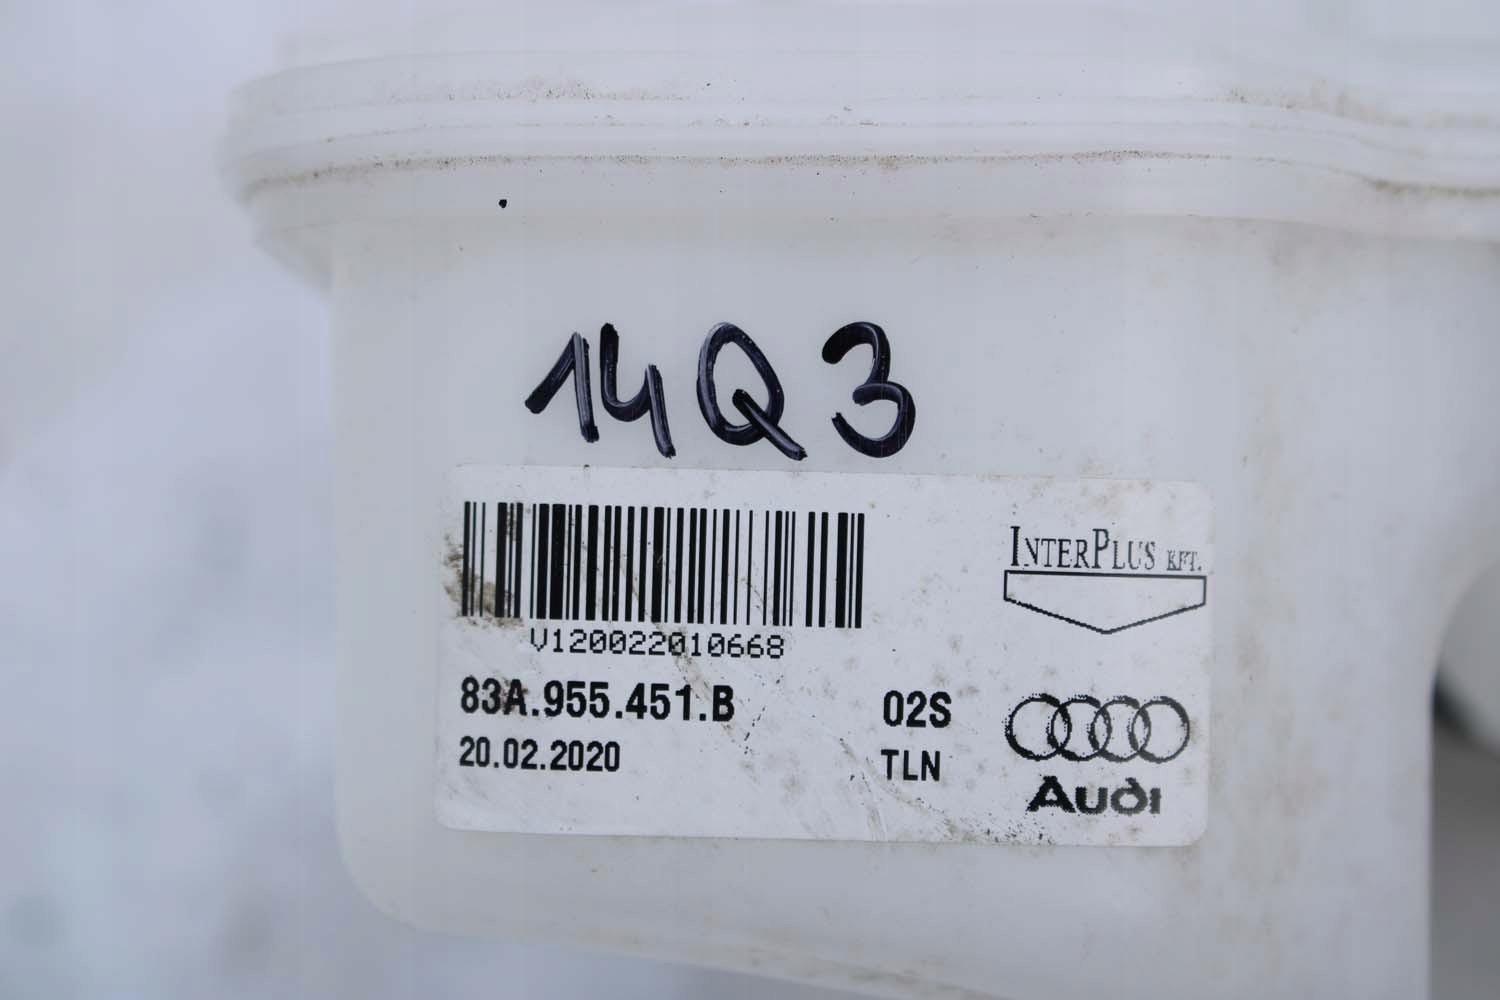 14Q3
INTERPLUS KFT.
V120022010668
83A.955.451.B 02S
20.02.2020 TLN
Audi